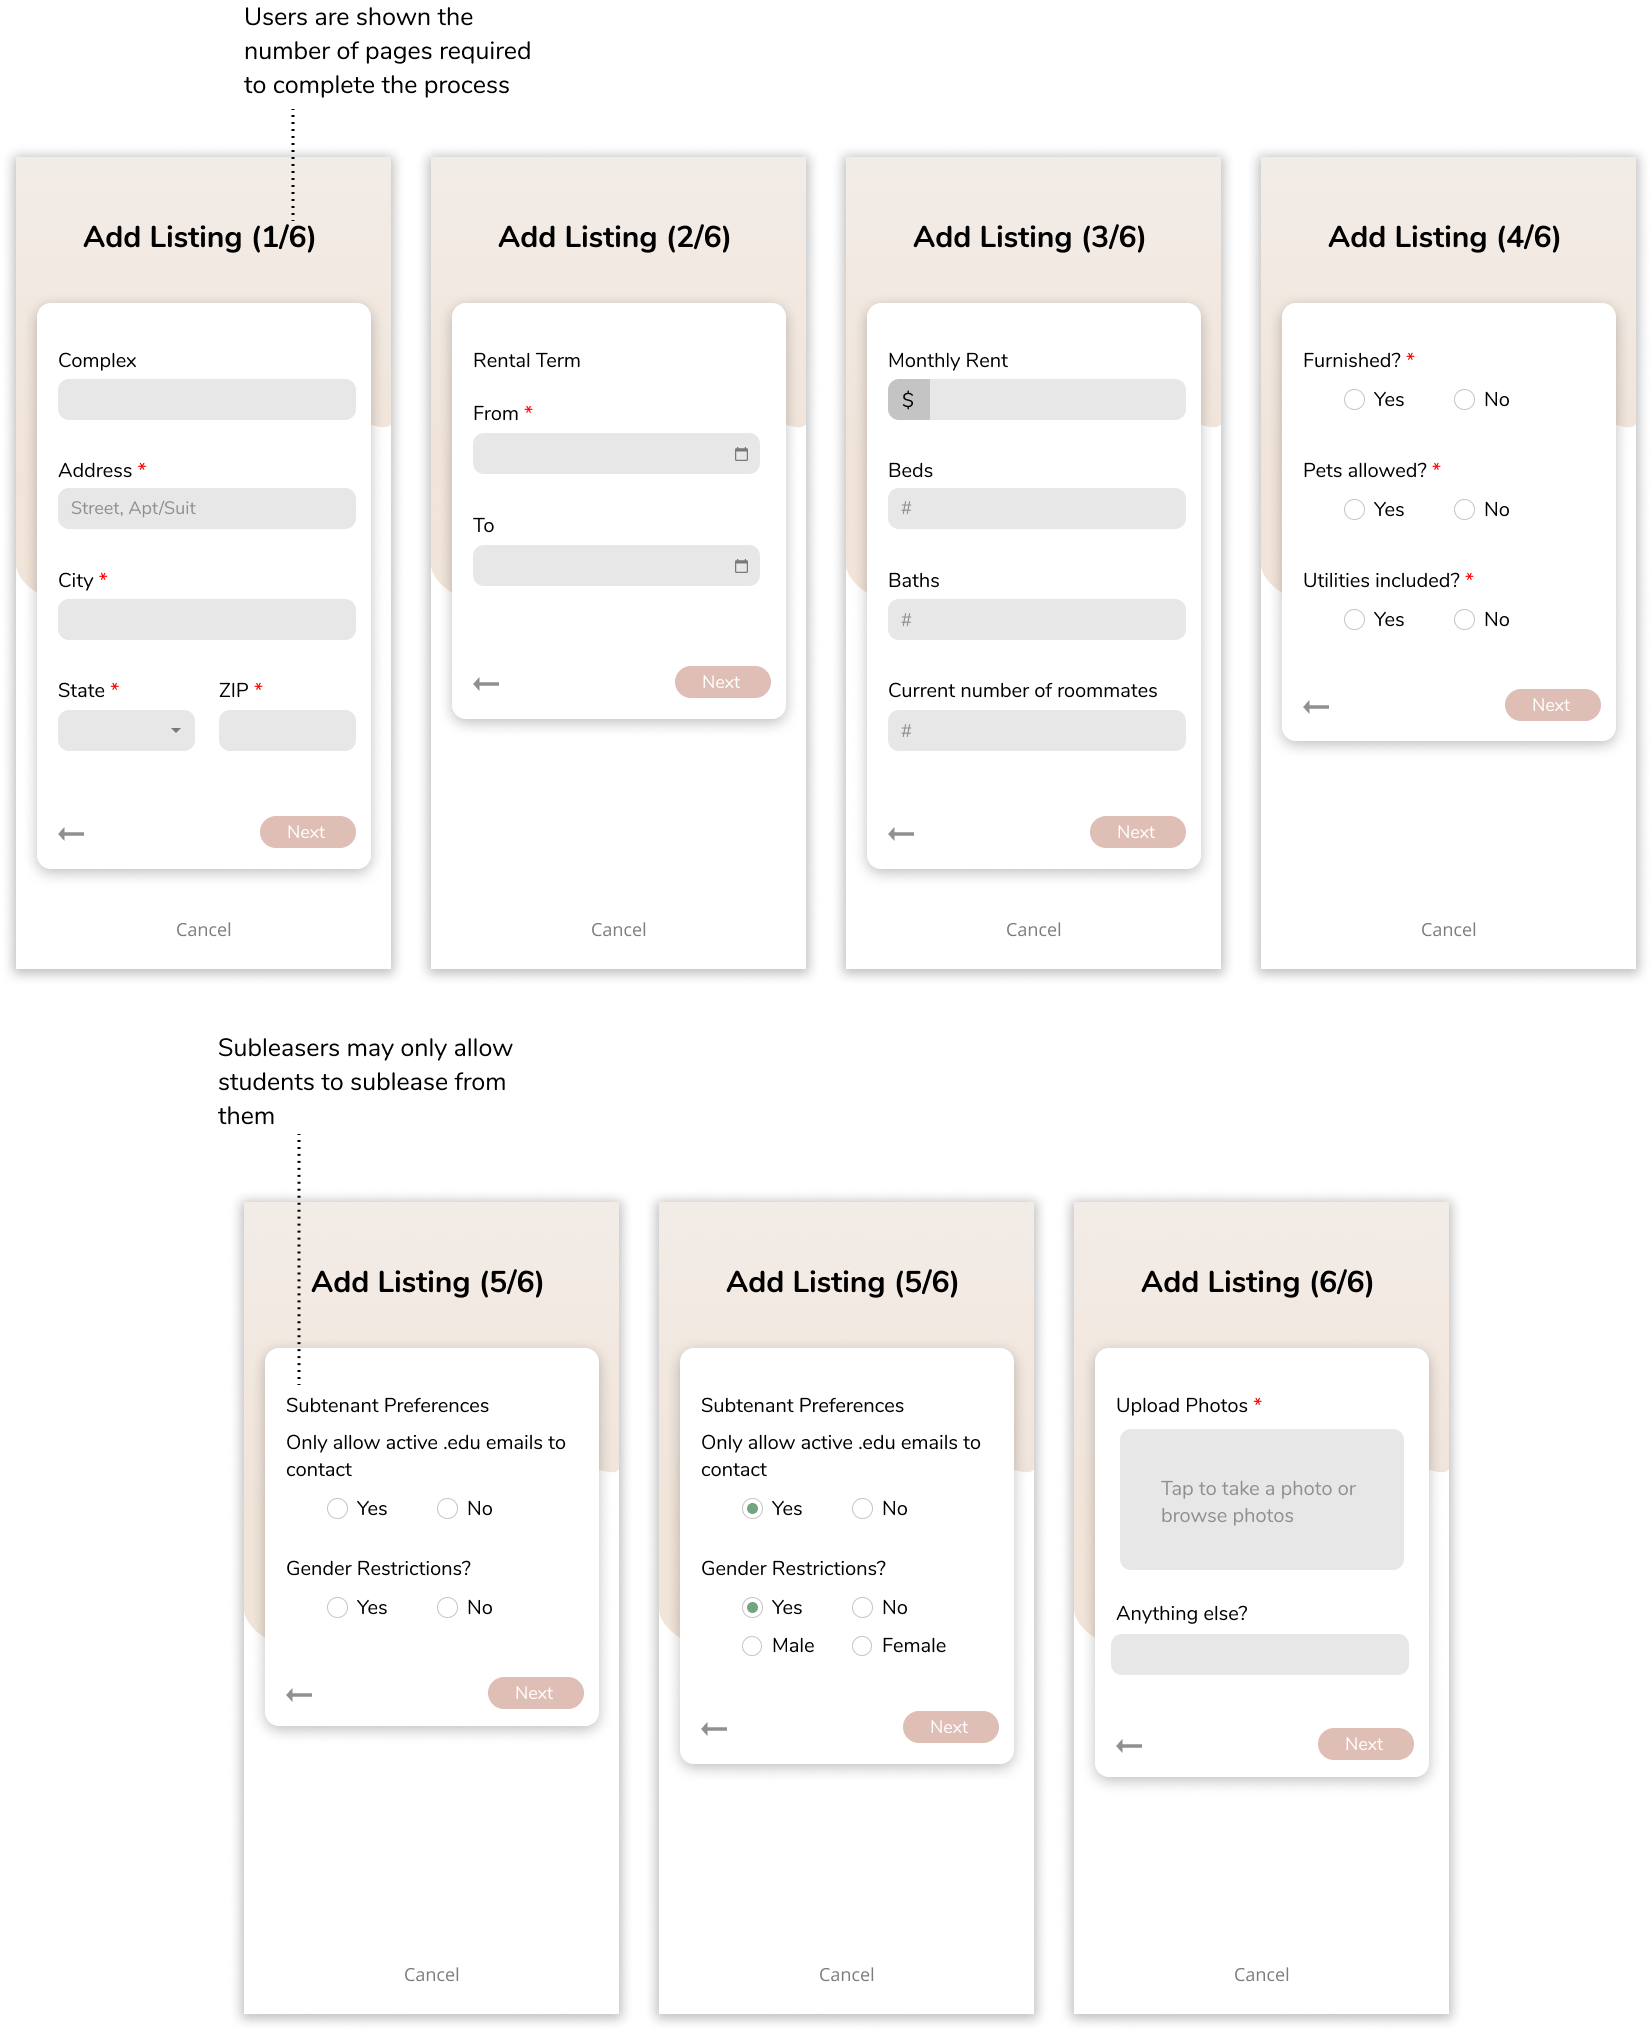 Users are shown the
number of pages required
to complete the process
Add Listing (1/6)
Complex
Address *
Street, Apt/Suit
City *
State * ZIP *
Next
Cancel
Add Listing (2/6)
Rental Term
From *
To
Next
Cancel
Add Listing (3/6)
Monthly Rent
$
Beds
#
Baths
#
Current number of roommates
#
Next
Cancel
Add Listing (4/6)
Furnished? *
Yes No
Pets allowed? *
Yes No
Utilities included? *
Yes No
Next
Cancel
Subleasers may only allow
students to sublease from
them
Add Listing (5/6)
Subtenant Preferences
Only allow active .edu emails to
contact
Yes No
Gender Restrictions?
Yes No
Next
Cancel
Add Listing (5/6)
Subtenant Preferences
Only allow active .edu emails to
contact
Yes No
Gender Restrictions?
Yes No
Male Female
Next
Cancel
Add Listing (6/6)
Upload Photos *
Tap to take a photo or
browse photos
Anything else?
Next
Cancel